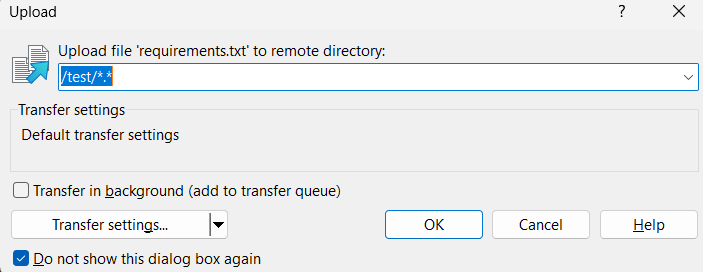 Upload
?
Upload file 'requirements.txt' to remote directory:
/test/*.*
Transfer settings
Default transfer settings
Transfer in background (add to transfer queue)
Transfer settings... OK Cancel Help
Do not show this dialog box again